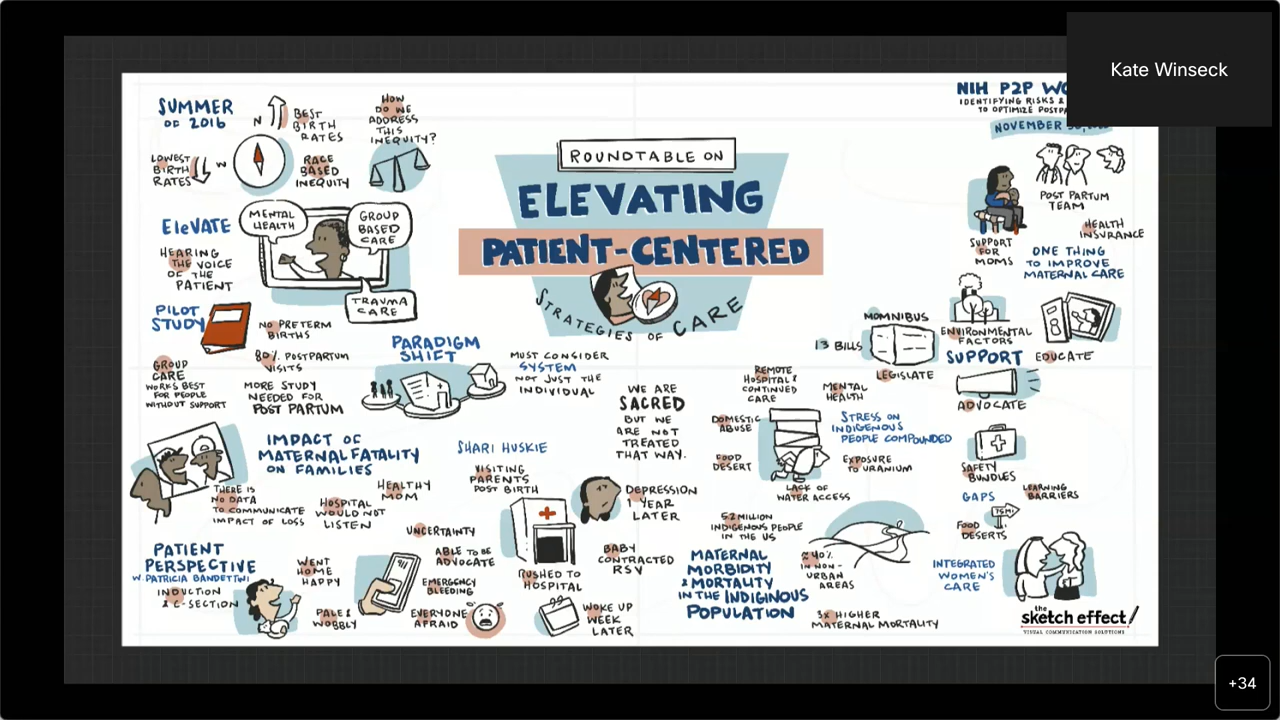 Kate Winseck
SUMMER
OF 2016
N
BEST
BIRTH
RATES
HOW
DO WE
ADDRESS
THIS
INEQUITY?
LOWEST
BIRTH
RATES
W
RACE
BASED
INEQUITY
EleVATE
HEARING
THE VOICE
OF THE
PATIENT
MENTAL
HEALTH
GROUP
BASED
CARE
TRAUMA
CARE
PILOT
STUDY
NO PRETERM
BIRTHS
80% POSTPARTUM
VISITS
GROUP
CARE
WORKS BEST
FOR PEOPLE
WITHOUT SUPPORT
MORE STUDY
NEEDED FOR
POST PARTUM
ROUNDTABLE ON
ELEVATING
PATIENT-CENTERED
STRATEGIES OF CARE
PARADIGM
SHIFT
MUST CONSIDER
SYSTEM
NOT JUST THE
INDIVIDUAL
WE ARE
SACRED
BUT WE
ARE NOT
TREATED
THAT WAY.
IMPACT OF
MATERNAL FATALITY
ON FAMILIES
THERE IS
NO DATA
TO COMMUNICATE
IMPACT OF LOSS
HOSPITAL
WOULD NOT
LISTEN
HEALTHY
MOM
SHARI HUSKIE
VISITING
PARENTS
POST BIRTH
DEPRESSION
1 YEAR
LATER
RUSHED TO
HOSPITAL
BABY
CONTRACTED
RSV
WOKE UP
WEEK
LATER
PATIENT
PERSPECTIVE
W. PATRICIA BANDETTINI
INDUCTION
& C-SECTION
WENT
HOME
HAPPY
PALE &
WOBBLY
911
UNCERTAINTY
ABLE TO BE
ADVOCATE
EMERGENCY
BLEEDING
EVERYONE
AFRAID
NIH P2P WO
IDENTIFYING RISKS &
TO OPTIMIZE POSTP
NOVEMBER
POST PARTUM
TEAM
SUPPORT
FOR
MOMS
HEALTH
INSURANCE
ONE THING
TO IMPROVE
MATERNAL CARE
MOMNIBUS
13 BILLS
LEGISLATE
ENVIRONMENTAL
FACTORS
SUPPORT
EDUCATE
ADVOCATE
REMOTE
HOSPITAL &
CONTINUED
CARE
MENTAL
HEALTH
DOMESTIC
ABUSE
STRESS ON
INDIGENOUS
PEOPLE COMPOUNDED
FOOD
DESERT
EXPOSURE
TO URANIUM
LACK OF
WATER ACCESS
SAFETY
BUNDLES
GAPS
LEARNING
BARRIERS
75MI
FOOD
DESERTS
5.2 MILLION
INDIGENOUS PEOPLE
IN THE US
MATERNAL
MORBIDITY
& MORTALITY
IN THE INDIGINOUS
POPULATION
≈ 40%
IN NON-
URBAN
AREAS
3X HIGHER
MATERNAL MORTALITY
INTEGRATED
WOMEN'S
CARE
the
sketch effect
VISUAL COMMUNICATION SOLUTIONS
+34